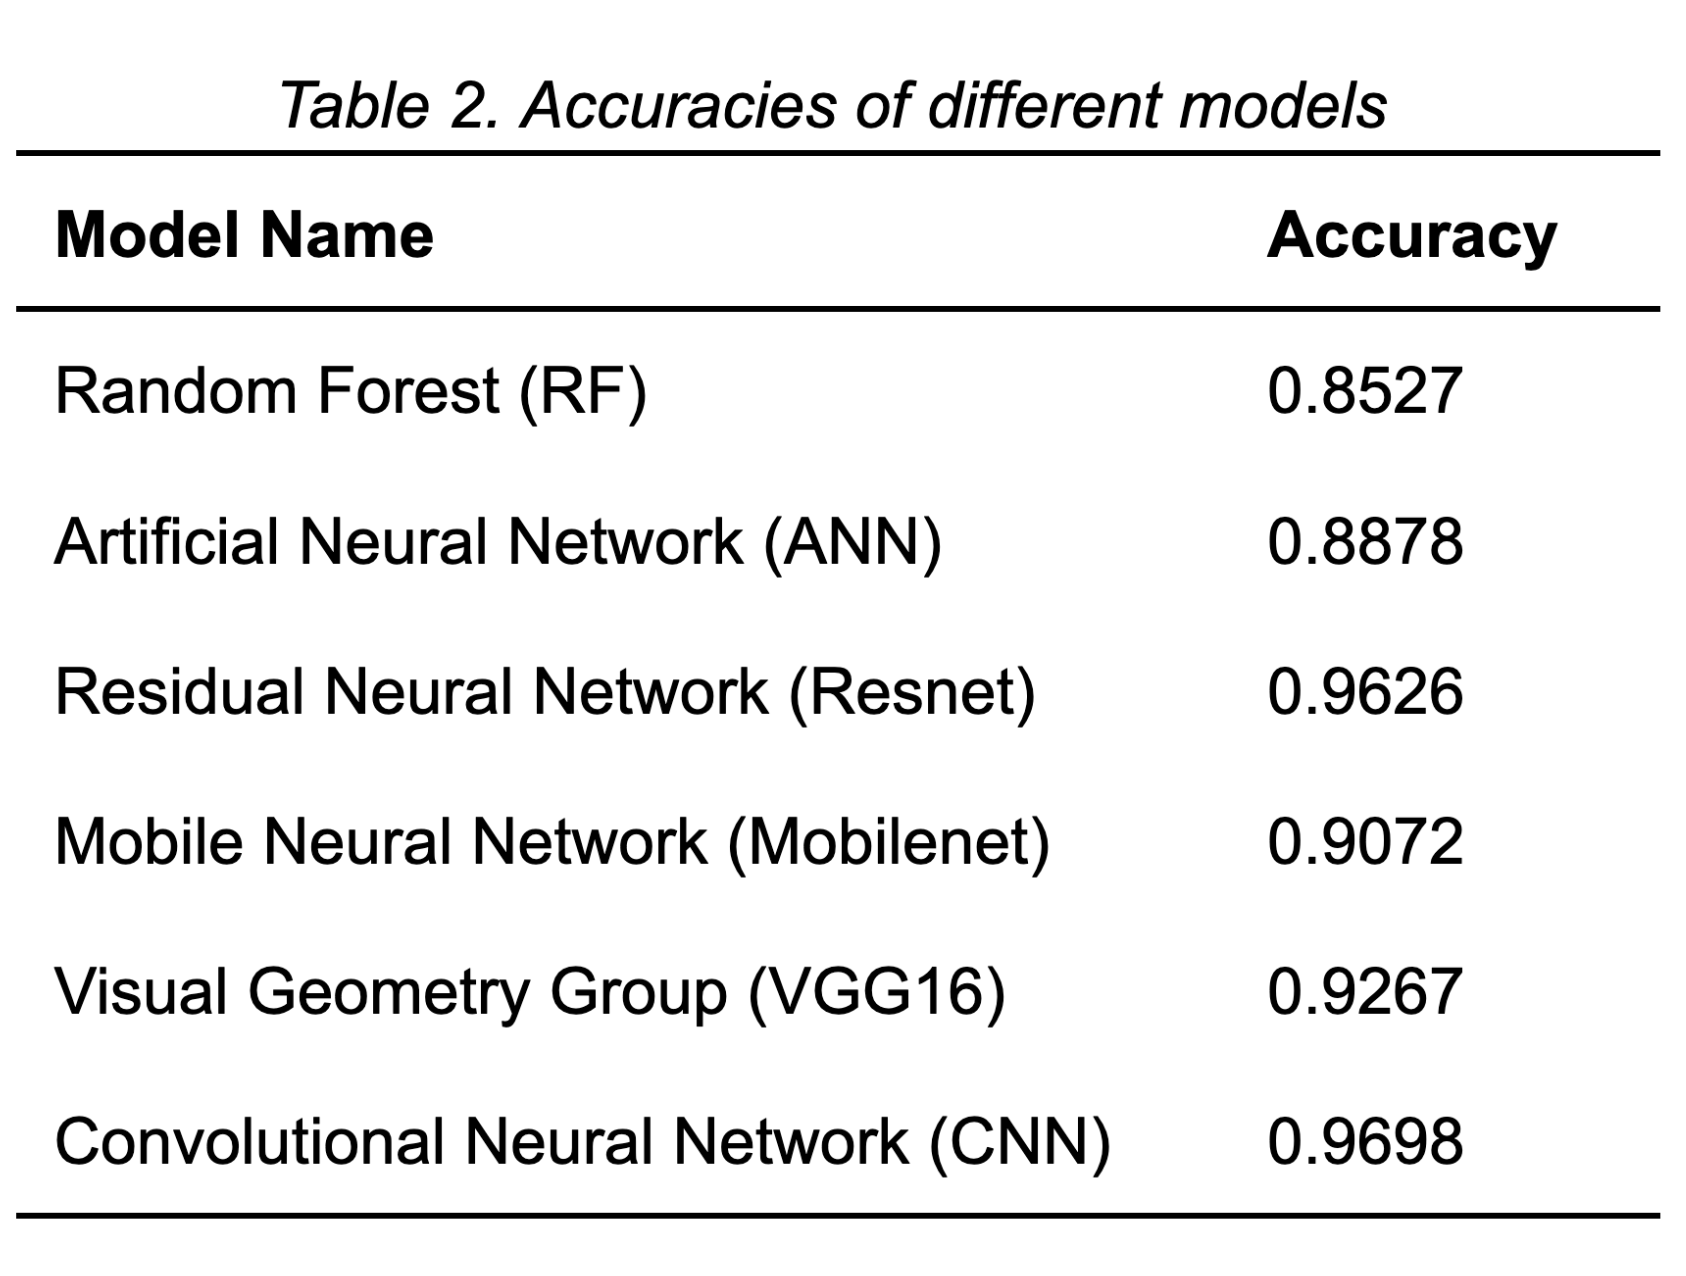 Table 2. Accuracies of different models
Model Name Accuracy
Random Forest (RF) 0.8527
Artificial Neural Network (ANN) 0.8878
Residual Neural Network (Resnet) 0.9626
Mobile Neural Network (Mobilenet) 0.9072
Visual Geometry Group (VGG16) 0.9267
Convolutional Neural Network (CNN) 0.9698